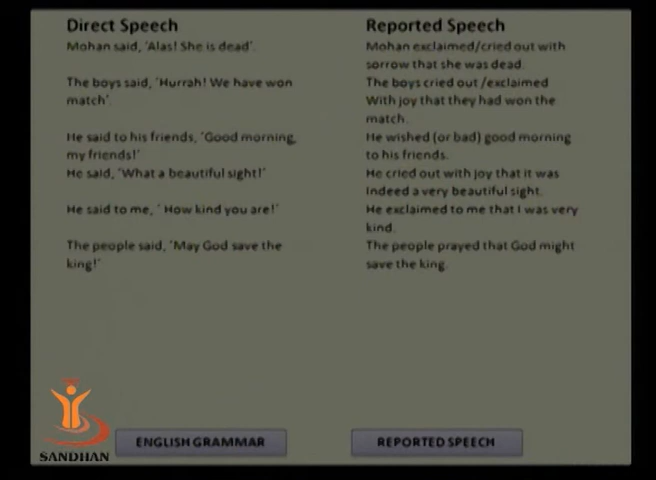 Direct Speech
Mohan said, 'Alas! She is dead'.
The boys said, 'Hurrah! We have won
match'.
He said to his friends, 'Good morning,
my friends!'
He said, 'What a beautiful sight!'
He said to me, ' How kind you are!'
The people said, 'May God save the
king!'
Reported Speech
Mohan exclaimed/cried out with
sorrow that she was dead.
The boys cried out /exclaimed
With joy that they had won the
match.
He wished (or bad) good morning
to his friends.
He cried out with joy that it was
Indeed a very beautiful sight.
He exclaimed to me that I was very
kind.
The people prayed that God might
save the king.
SANDHAN
ENGLISH GRAMMAR
REPORTED SPEECH